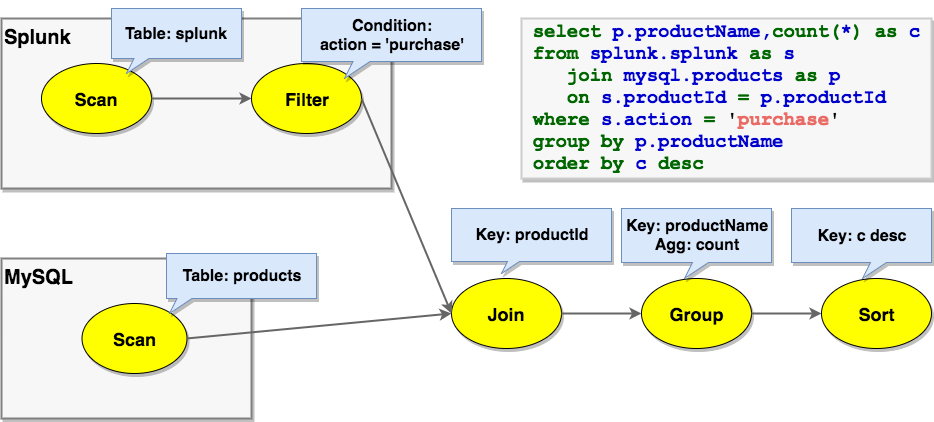 Splunk
Table: splunk
Condition:
action = 'purchase'
Scan
Filter
select p.productName,count(*) as c
from splunk.splunk as s
join mysql.products as p
on s.productId = p.productId
where s.action = 'purchase'
group by p.productName
order by c desc
MySQL
Table: products
Scan
Key: productId
Key: productName
Agg: count
Key: c desc
Join
Group
Sort